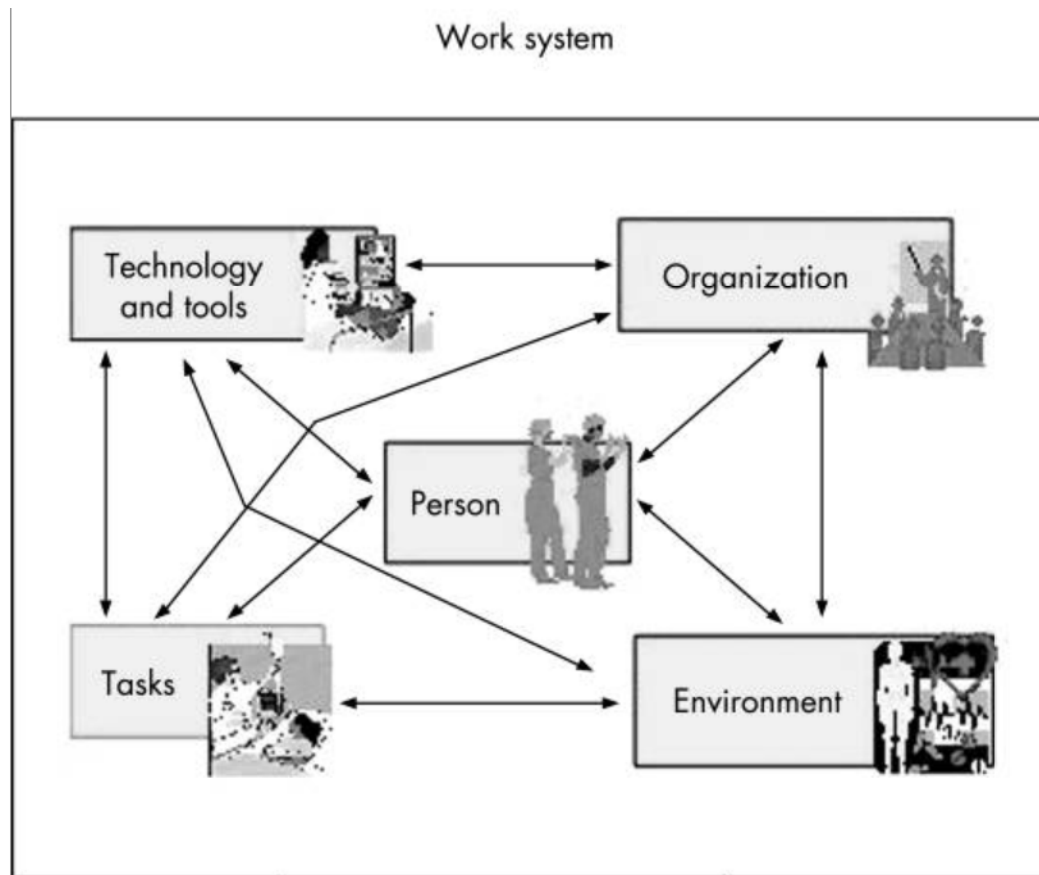 Work system
Technology
and tools
Organization
Person
Tasks
Environment